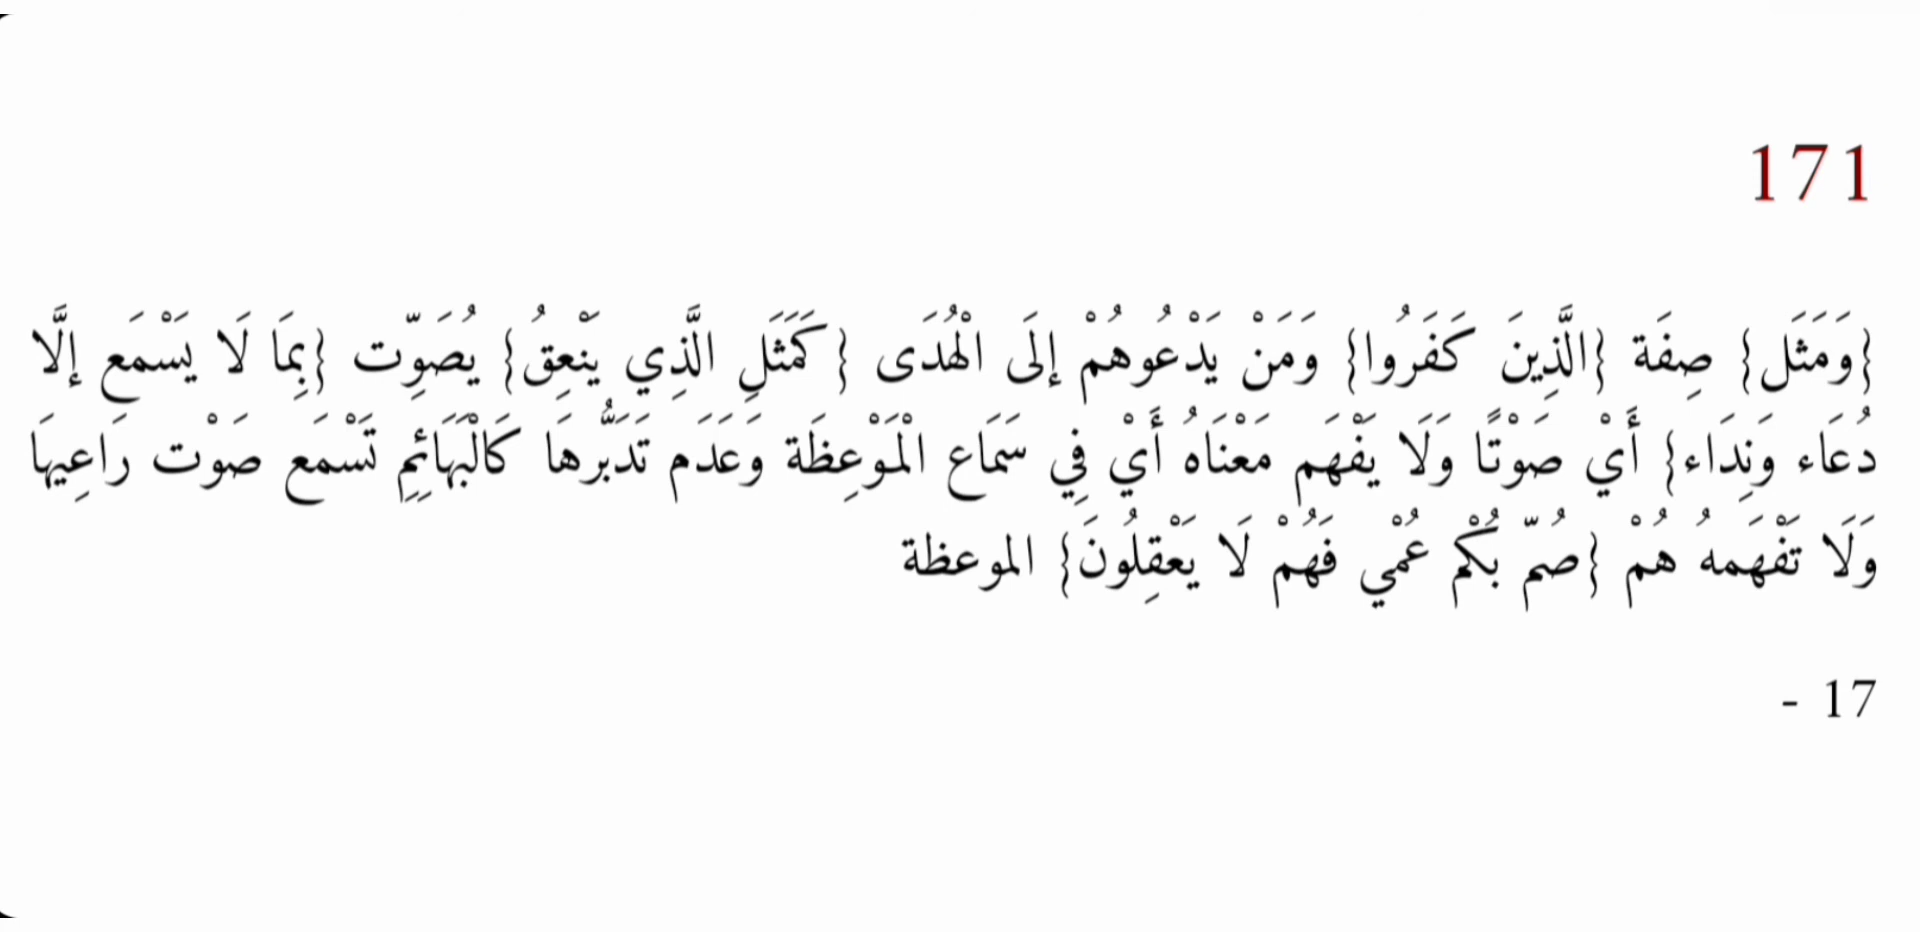 171
{وَمَثَل} صِفَة {الَّذِينَ كَفَرُوا} وَمَنْ يَدْعُوهُمْ إلَى الْهُدَى {كَمَثَلِ الَّذِي يَنْعِقُ} يُصَوِّت {بِمَا لَا يَسْمَع إلَّا
دُعَاء وَنِدَاء} أَيْ صَوْتًا وَلَا يَفْهَم مَعْنَاهُ أَيْ فِي سَمَاع الْمَوْعِظَة وَعَدَم تَدَبُّرهَا كَالْبَهَائِمِ تَسْمَع صَوْت رَاعِيهَا
وَلَا تَفْهَمهُ هُمْ {صُمّ بُكْم عُمْي فَهُمْ لَا يَعْقِلُونَ} الموعظة
17 -